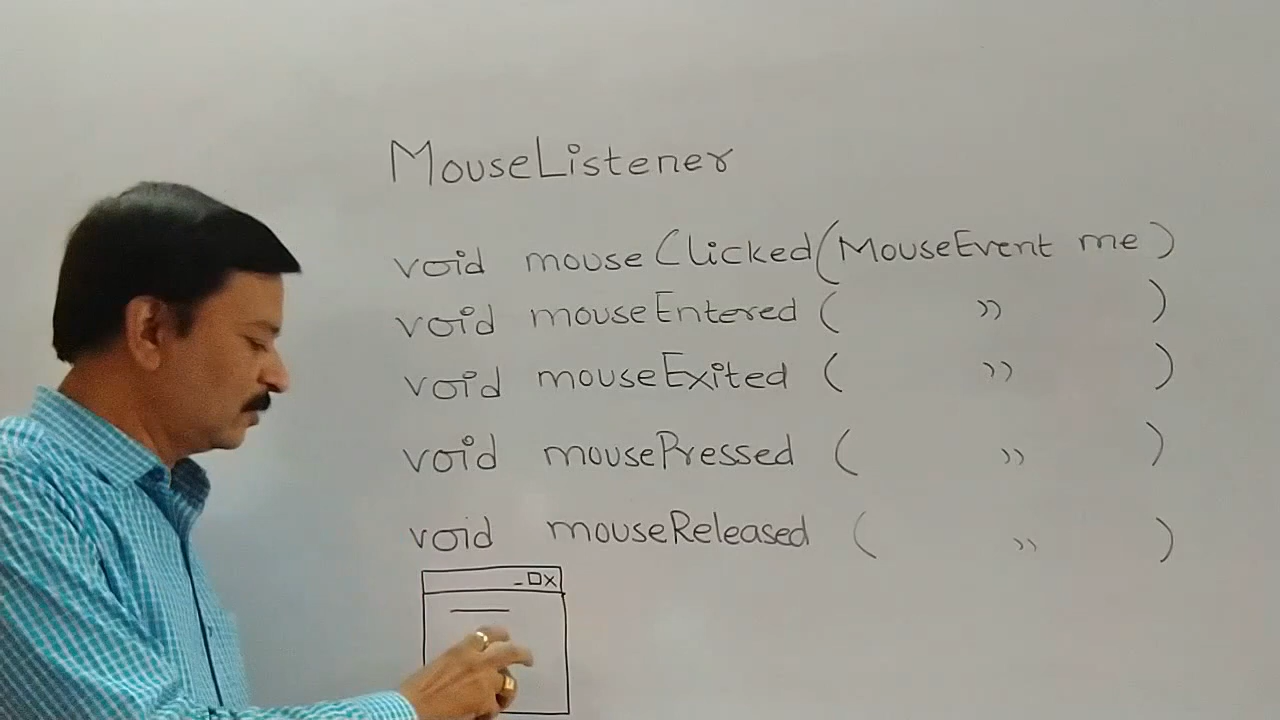 MouseListener
void mouseClicked(MouseEvent me)
void mouseEntered( ,, )
void mouseExited ( ,, )
void mousePressed ( ,, )
void mouseReleased ( ,, )
_ □ X